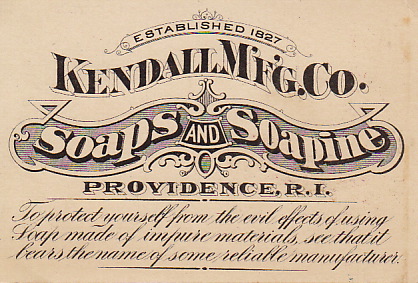 ESTABLISHED 1827
KENDALL M'F'G. CO.
Soaps AND Soapine
PROVIDENCE, R.I.
To protect yourself from the evil effects of using
Soap made of impure materials, see that it
bears the name of some reliable manufacturer.